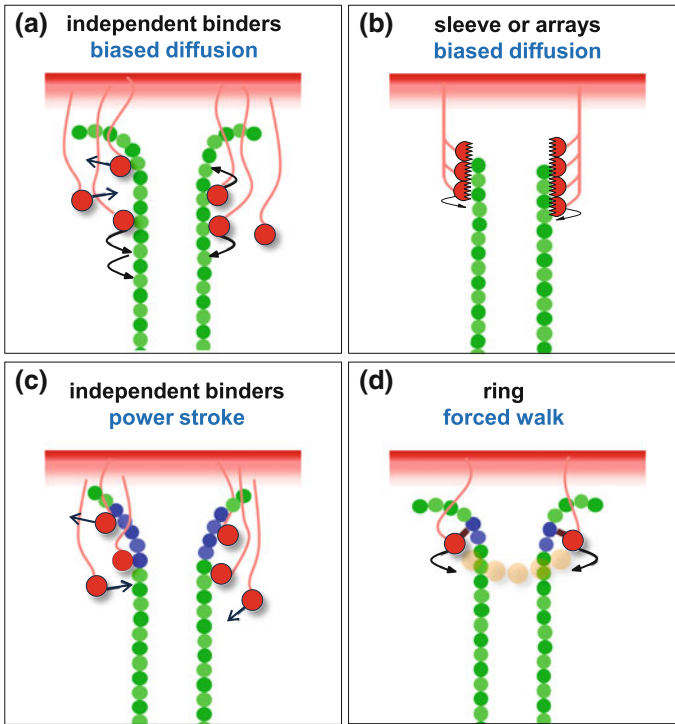 (a) independent binders
biased diffusion
(b) sleeve or arrays
biased diffusion
(c) independent binders
power stroke
(d) ring
forced walk